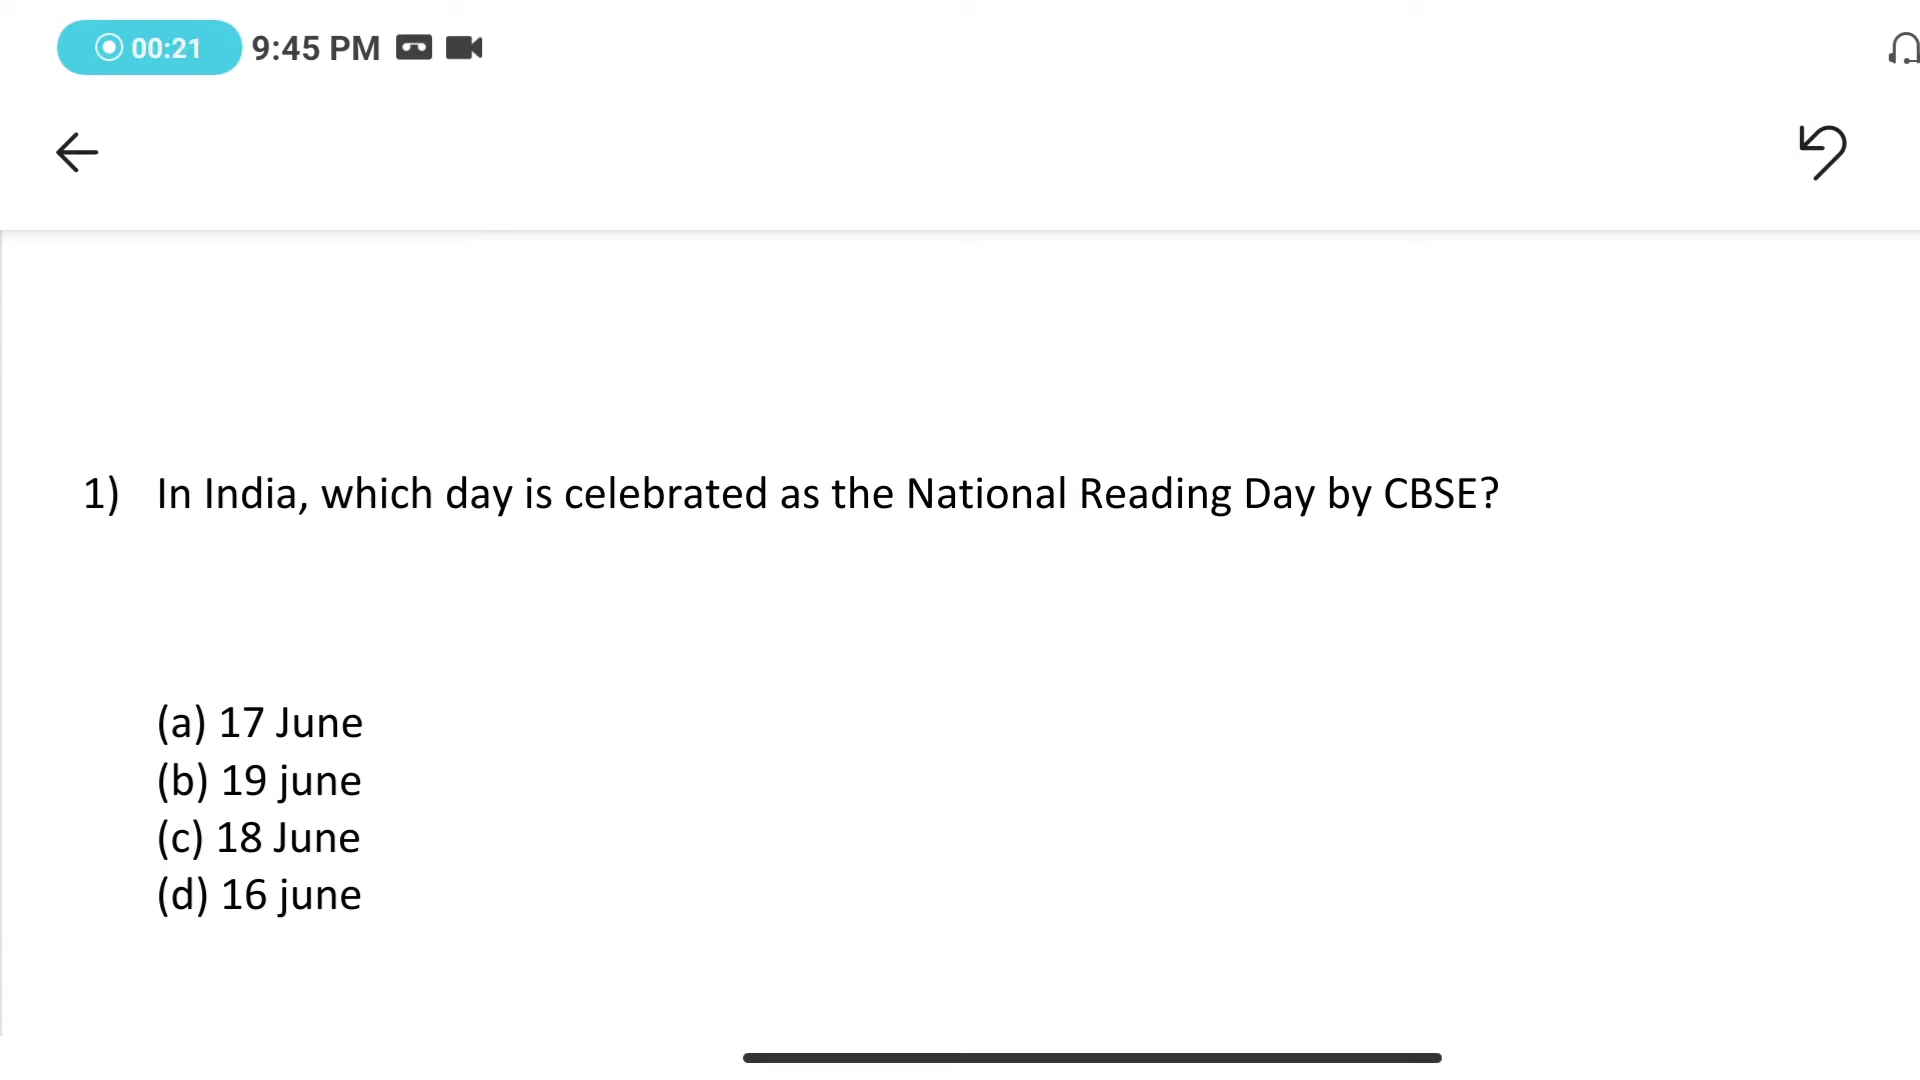 00:21 9:45 PM
1) In India, which day is celebrated as the National Reading Day by CBSE?
(a) 17 June
(b) 19 june
(c) 18 June
(d) 16 june